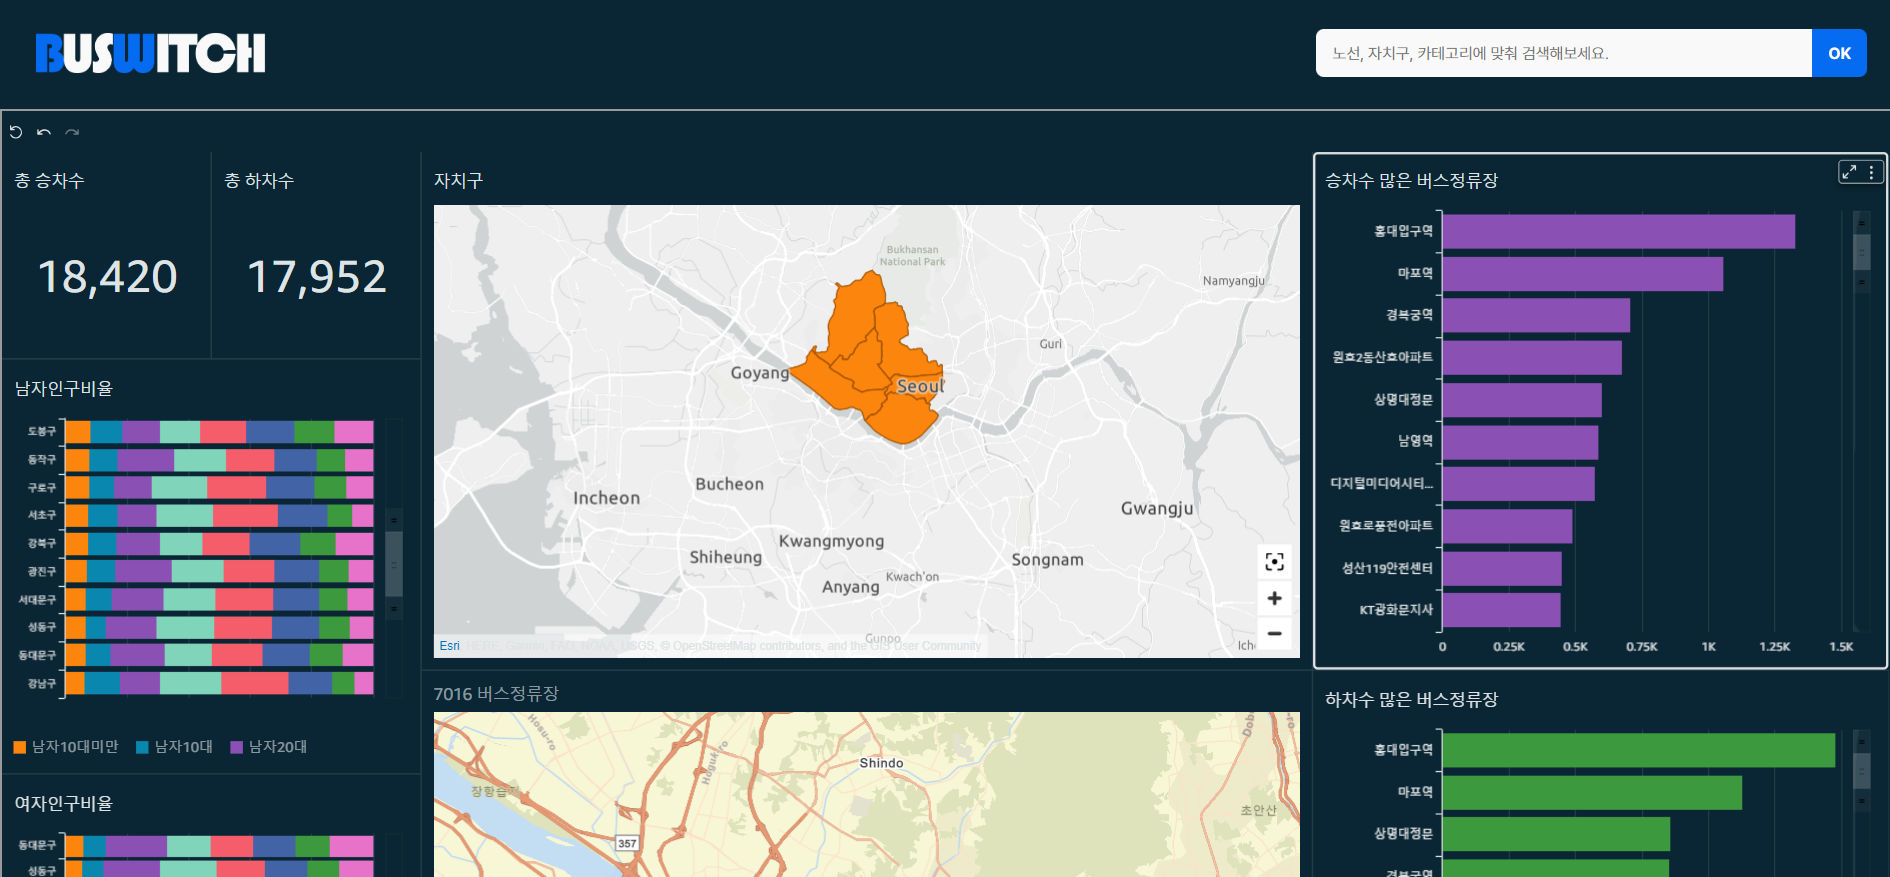 BUSWITCH
노선, 자치구, 카테고리에 맞춰 검색해보세요.
OK
총 승차수
18,420
총 하차수
17,952
남자인구비율
도봉구
동작구
구로구
서초구
강북구
광진구
서대문구
성동구
동대문구
강남구
남자10대미만
남자10대
남자20대
여자인구비율
동대문구
성동구
자치구
Bukhansan
National Park
Namyangju
Guri
Goyang
Seoul
Bucheon
Incheon
Gwangju
Kwangmyong
Shiheung
Songnam
Kwach'on
Anyang
Gunpo
Esri, HERE, Garmin, FAO, NOAA, USGS, © OpenStreetMap contributors, and the GIS User Community
7016 버스정류장
Hosu-ro
Hoguk-ro
Shindo
장항습지
초안산
357
승차수 많은 버스정류장
홍대입구역
마포역
경복궁역
원흥2동산호아파트
상명대정문
남영역
디지털미디어시티...
원효로풍전아파트
성산119안전센터
KT광화문지사
0
0.25K
0.5K
0.75K
1K
1.25K
1.5K
하차수 많은 버스정류장
홍대입구역
마포역
상명대정문
경복궁역